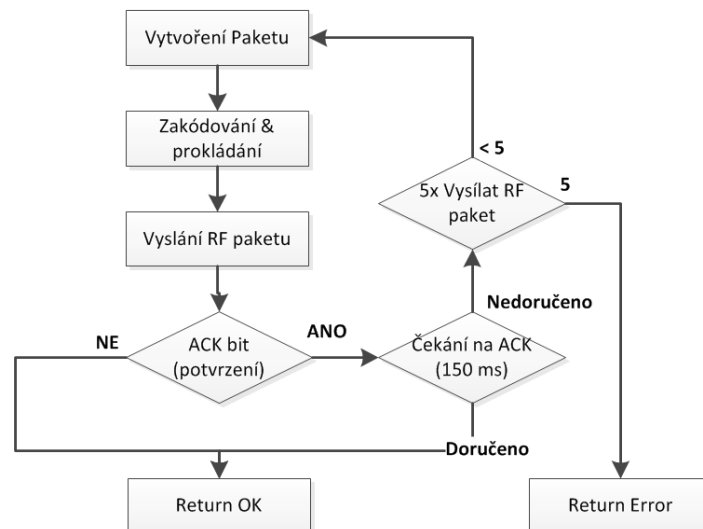 Vytvoření Paketu
Zakódování &
prokládání
< 5
5x Vysílat RF
paket
5
Vyslání RF paketu
Nedoručeno
NE
ACK bit
(potvrzení)
ANO
Čekání na ACK
(150 ms)
Doručeno
Return OK
Return Error